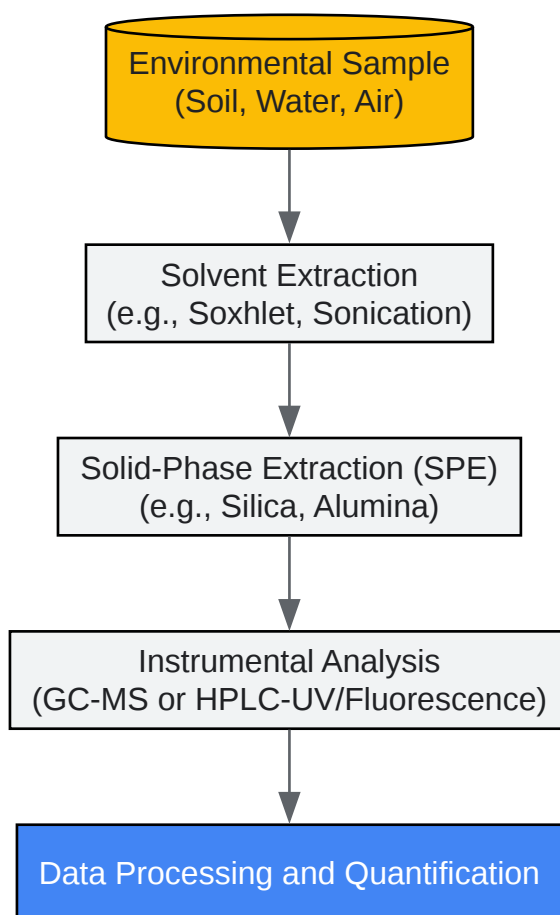 Environmental Sample
(Soil, Water, Air)
Solvent Extraction
(e.g., Soxhlet, Sonication)
Solid-Phase Extraction (SPE)
(e.g., Silica, Alumina)
Instrumental Analysis
(GC-MS or HPLC-UV/Fluorescence)
Data Processing and Quantification